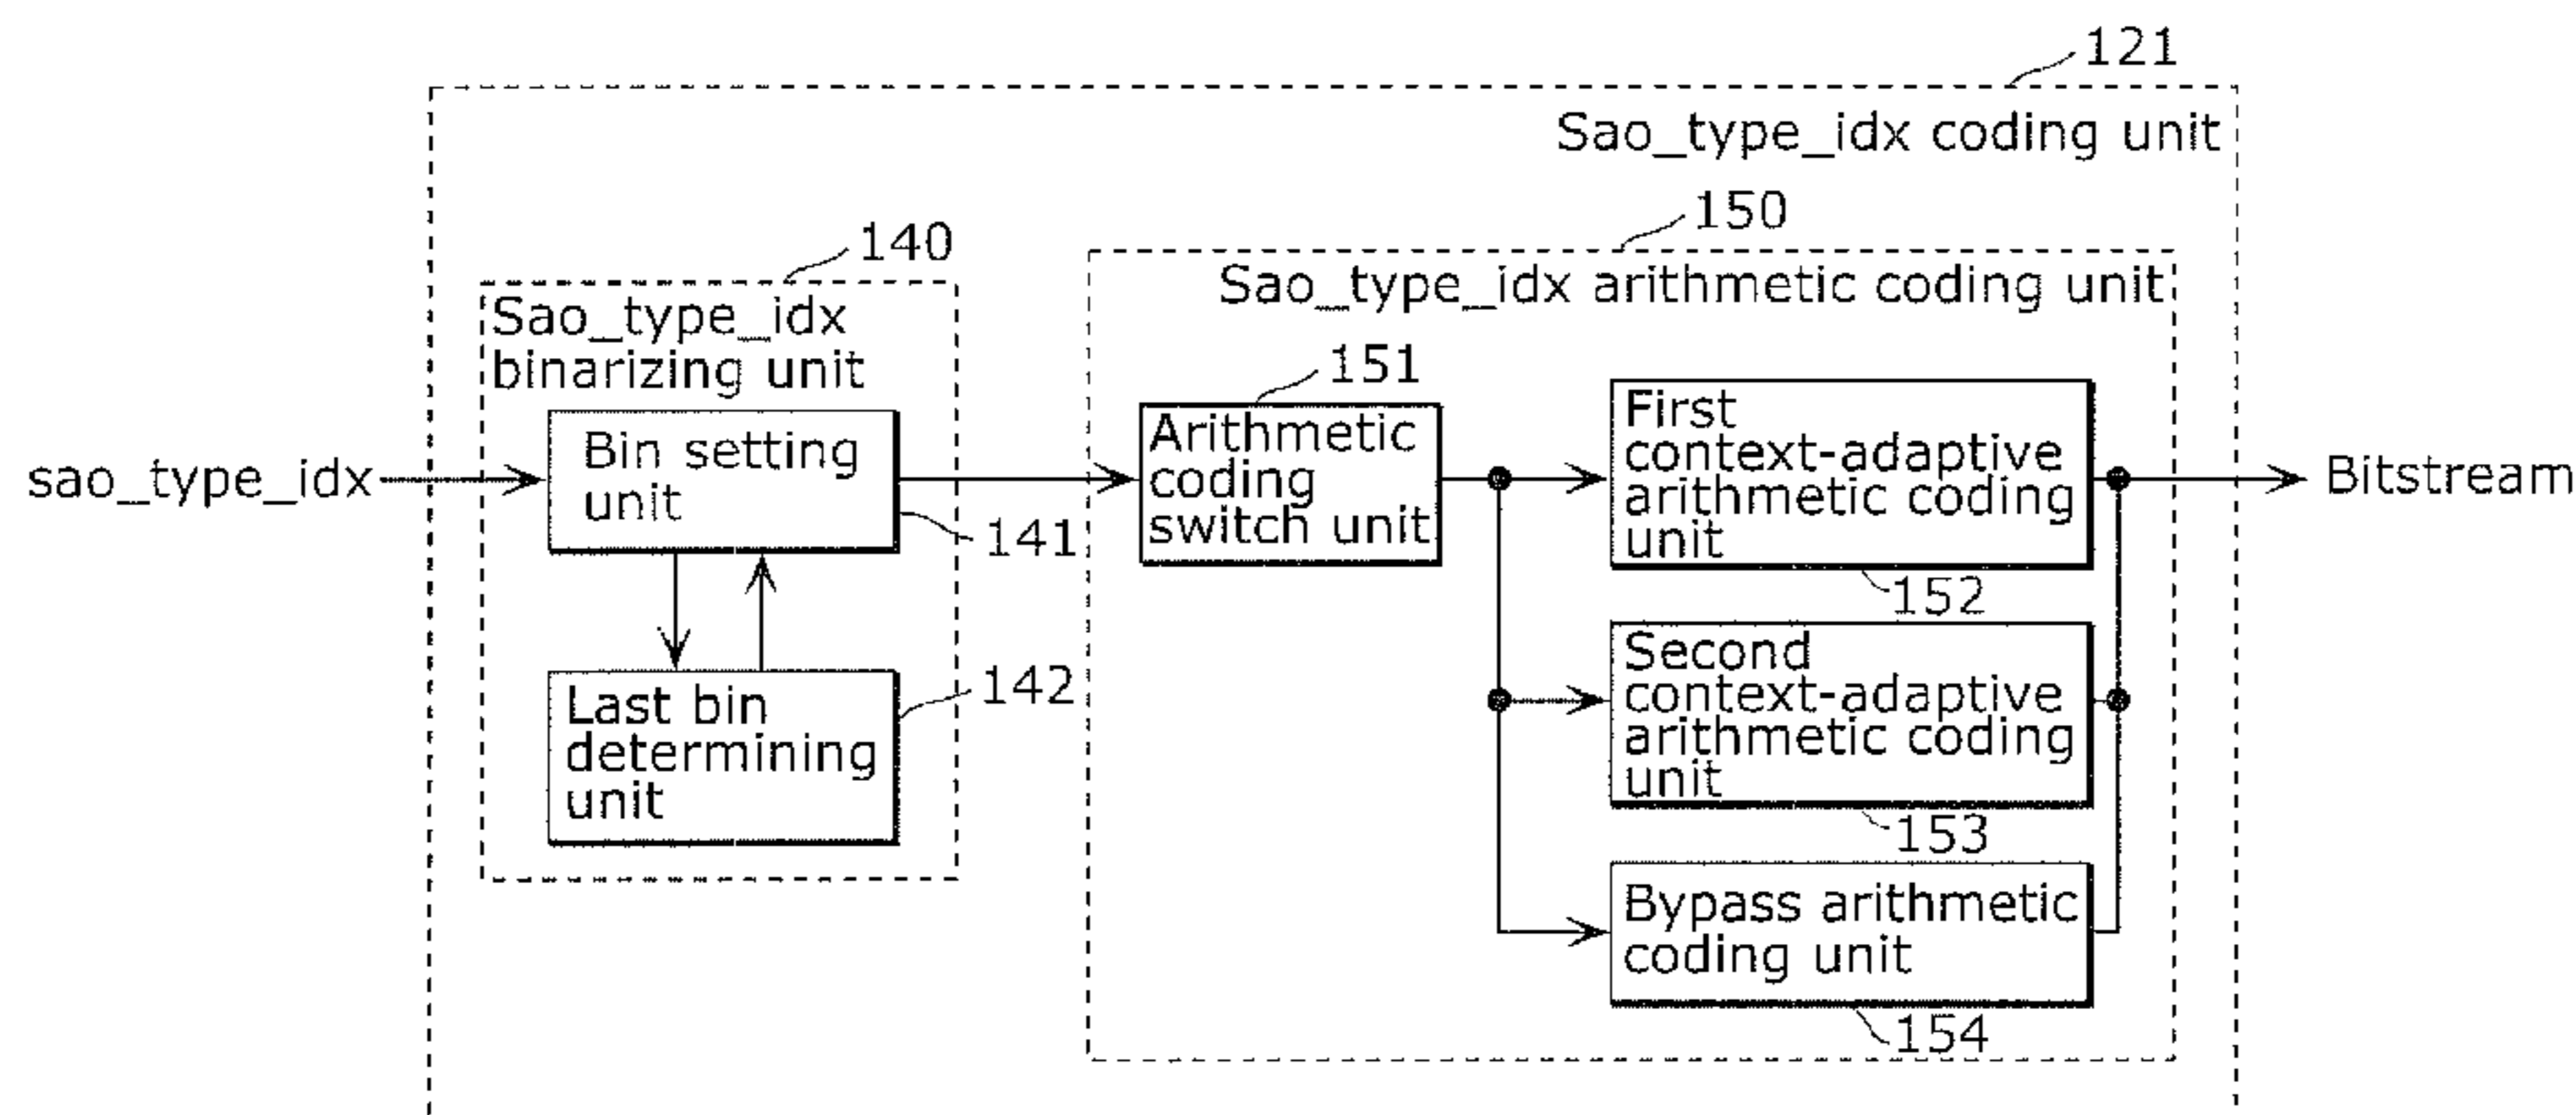 121
Sao_type_idx coding unit
150
140
Sao_type_idx arithmetic coding unit
Sao_type_idx
binarizing unit
151
sao_type_idx
Bin setting
unit
141
Arithmetic
coding
switch unit
First
context-adaptive
arithmetic coding
unit
152
Bitstream
Last bin
determining
unit
142
Second
context-adaptive
arithmetic coding
unit
153
Bypass arithmetic
coding unit
154